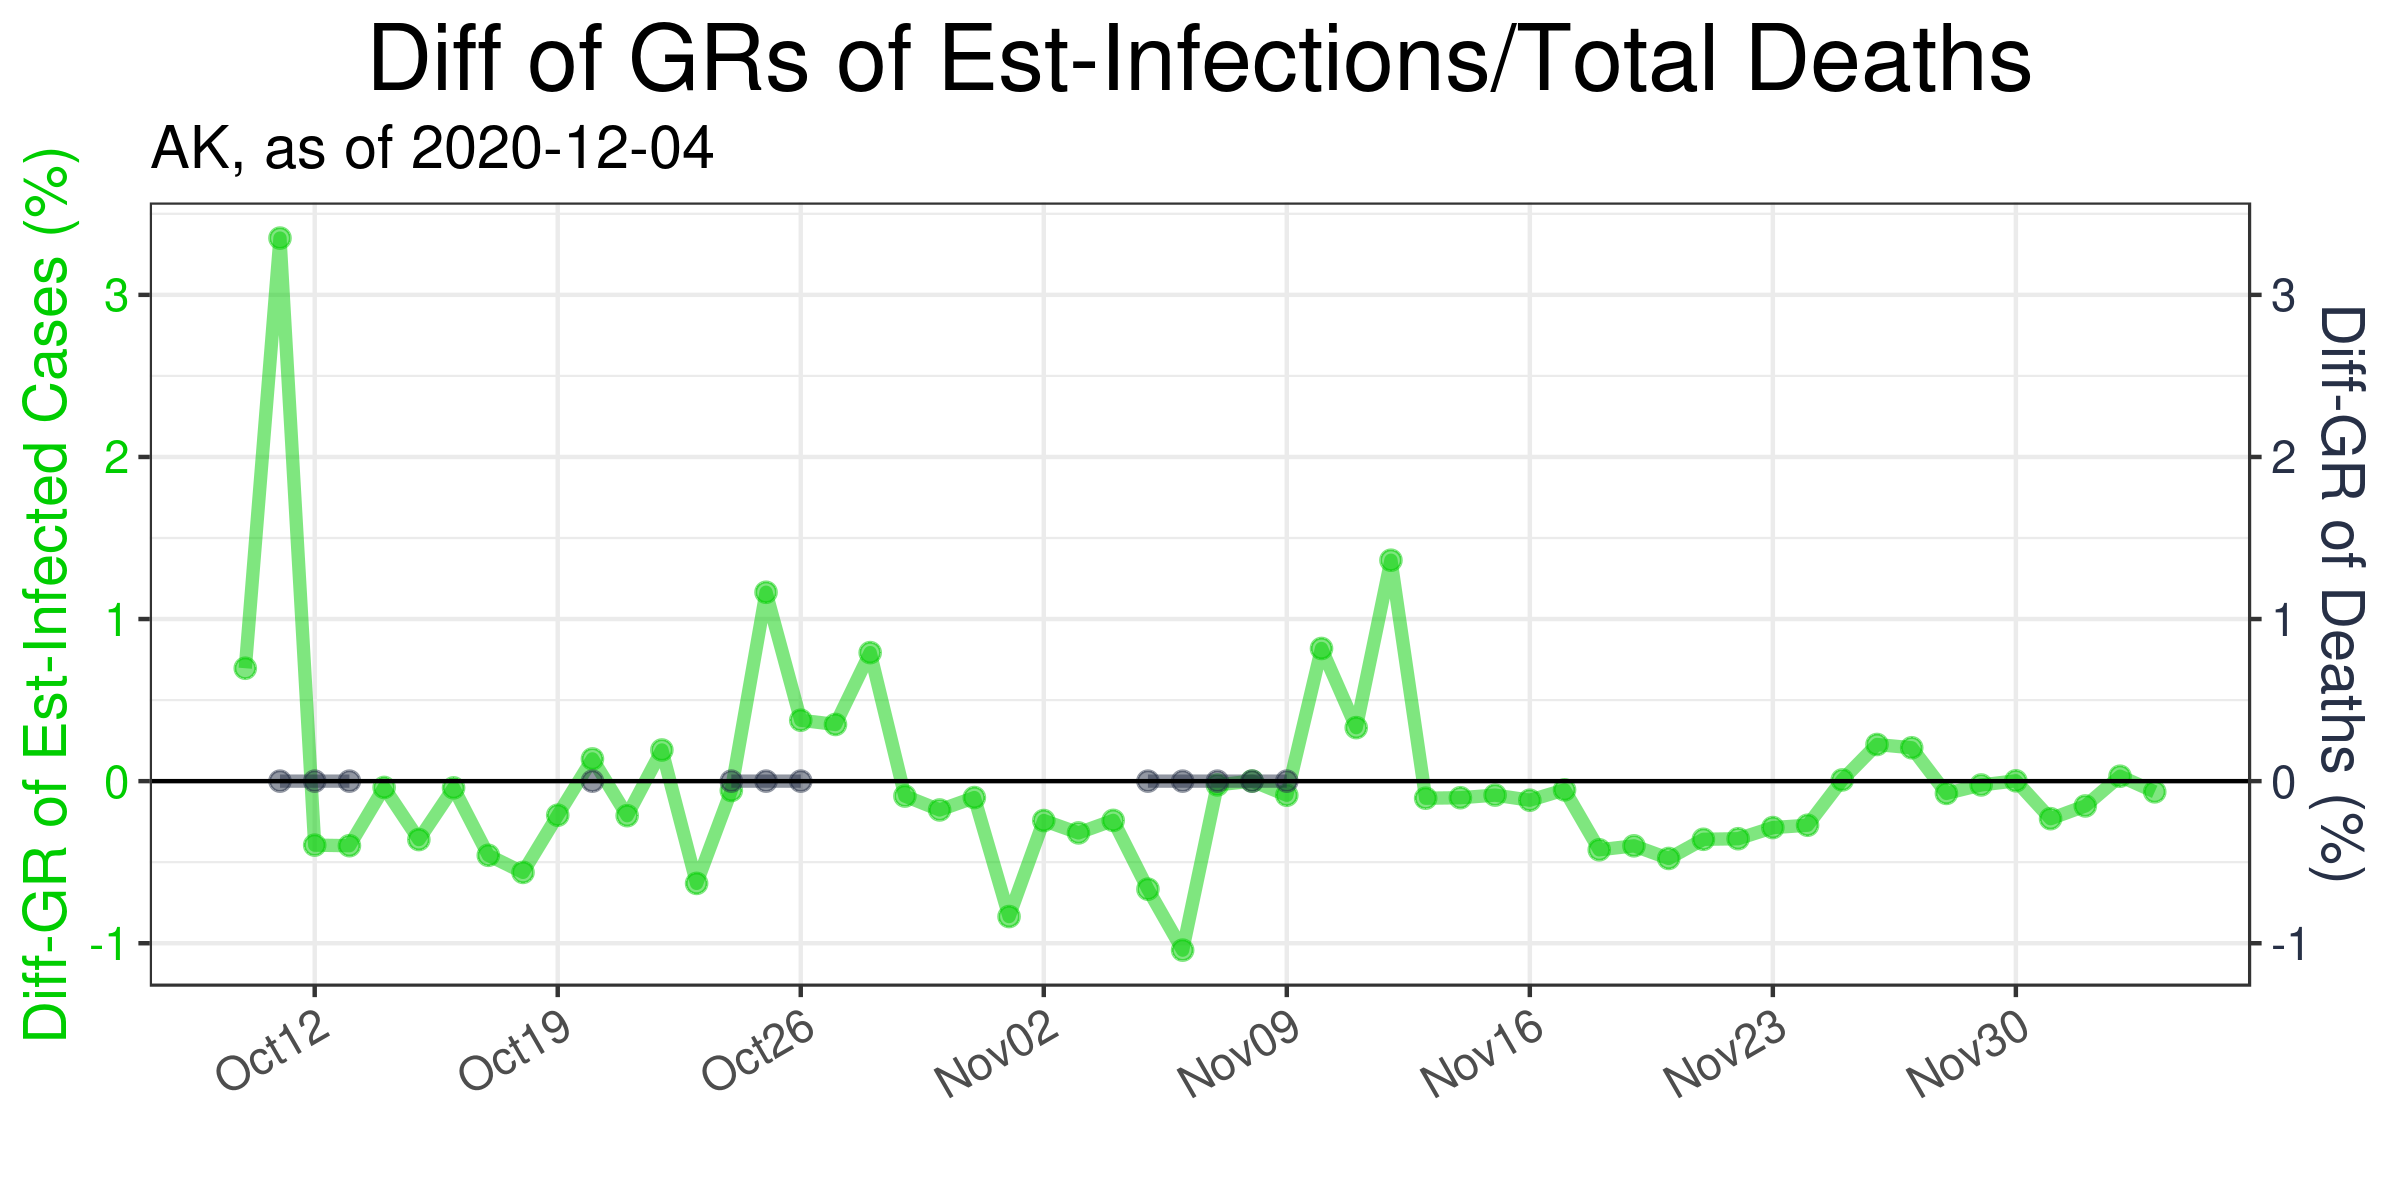 Diff of GRs of Est-Infections/Total Deaths
AK, as of 2020-12-04
Diff-GR of Est-Infected Cases (%)
3
2
1
0
-1
3
2
1
0
-1
Diff-GR of Deaths (%)
Oct12
Oct19
Oct26
Nov02
Nov09
Nov16
Nov23
Nov30